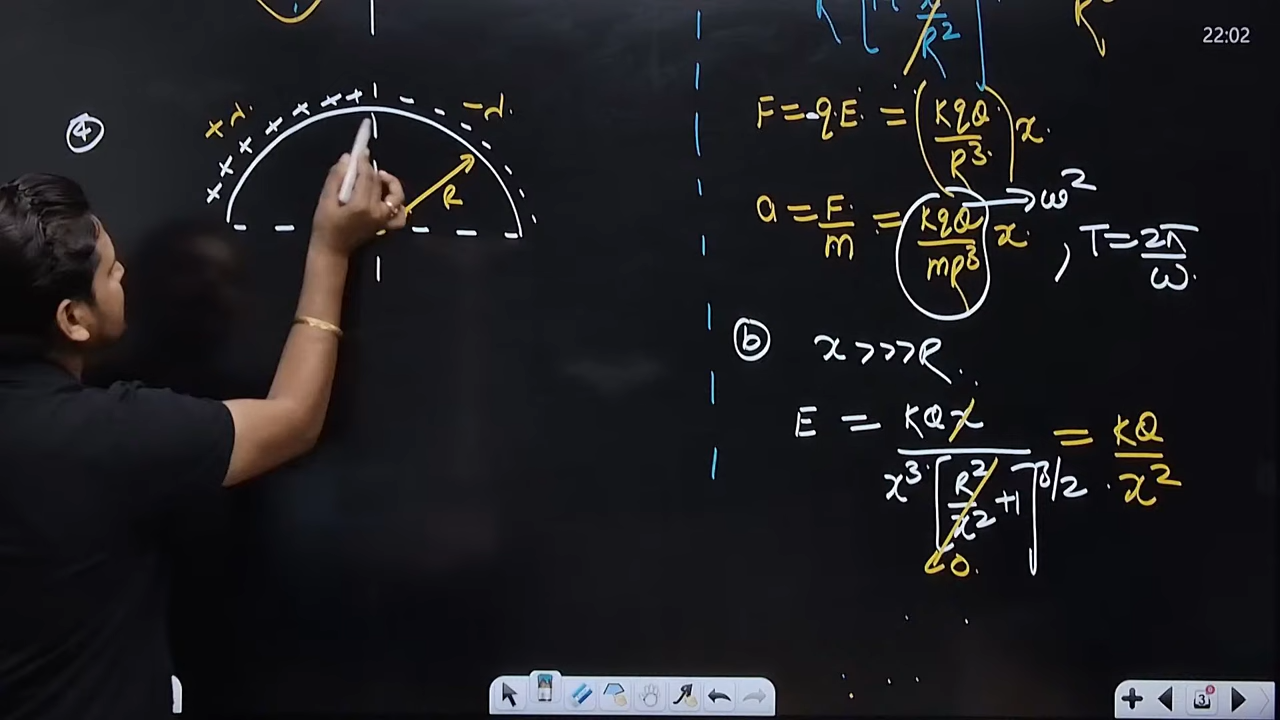 22:02
④
+λ
-λ
R
F = -qE = (KqQ/R³) x
a = F/m = KqQ/mR³ x → ω² , T = 2π/ω
ⓑ x >>> R
E = KQx / x³ [R²/x² + 1]^3/2 = KQ/x²
0
3